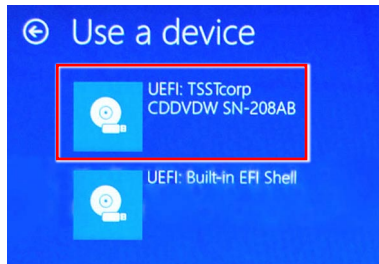 Use a device
UEFI: TSSTcorp
CDDVDW SN-208AB
UEFI: Built-in EFI Shell